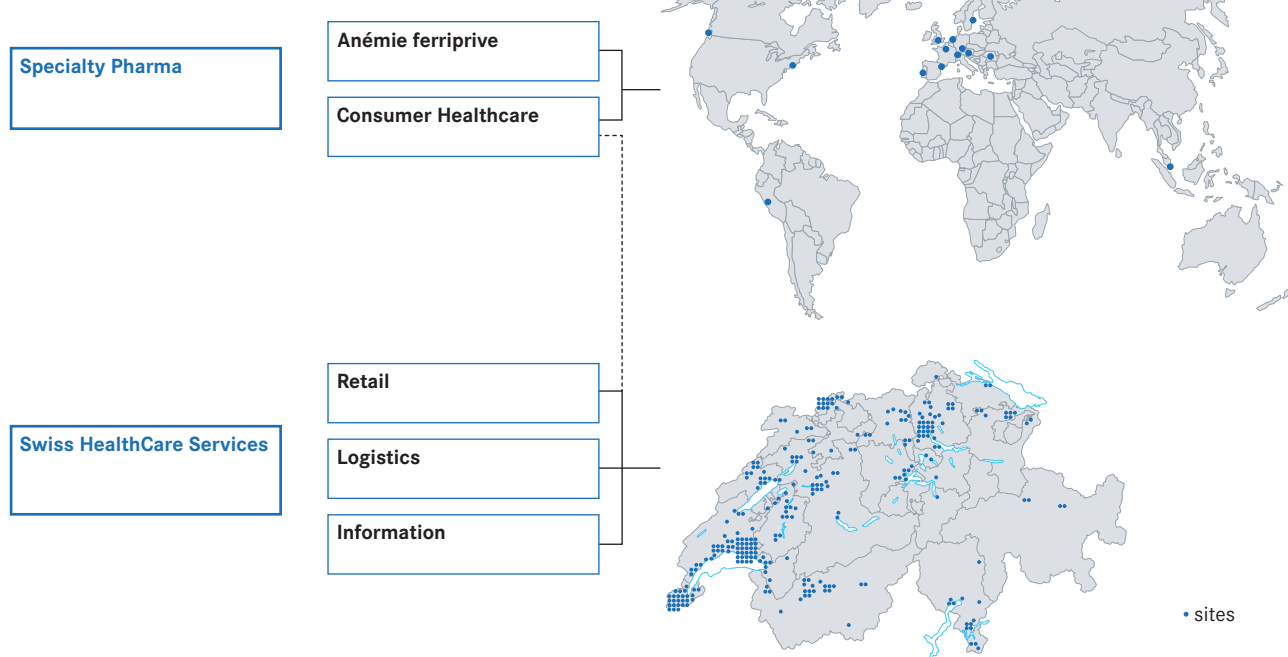 Specialty Pharma
Anémie ferriprive
Consumer Healthcare
Swiss HealthCare Services
Retail
Logistics
Information
sites